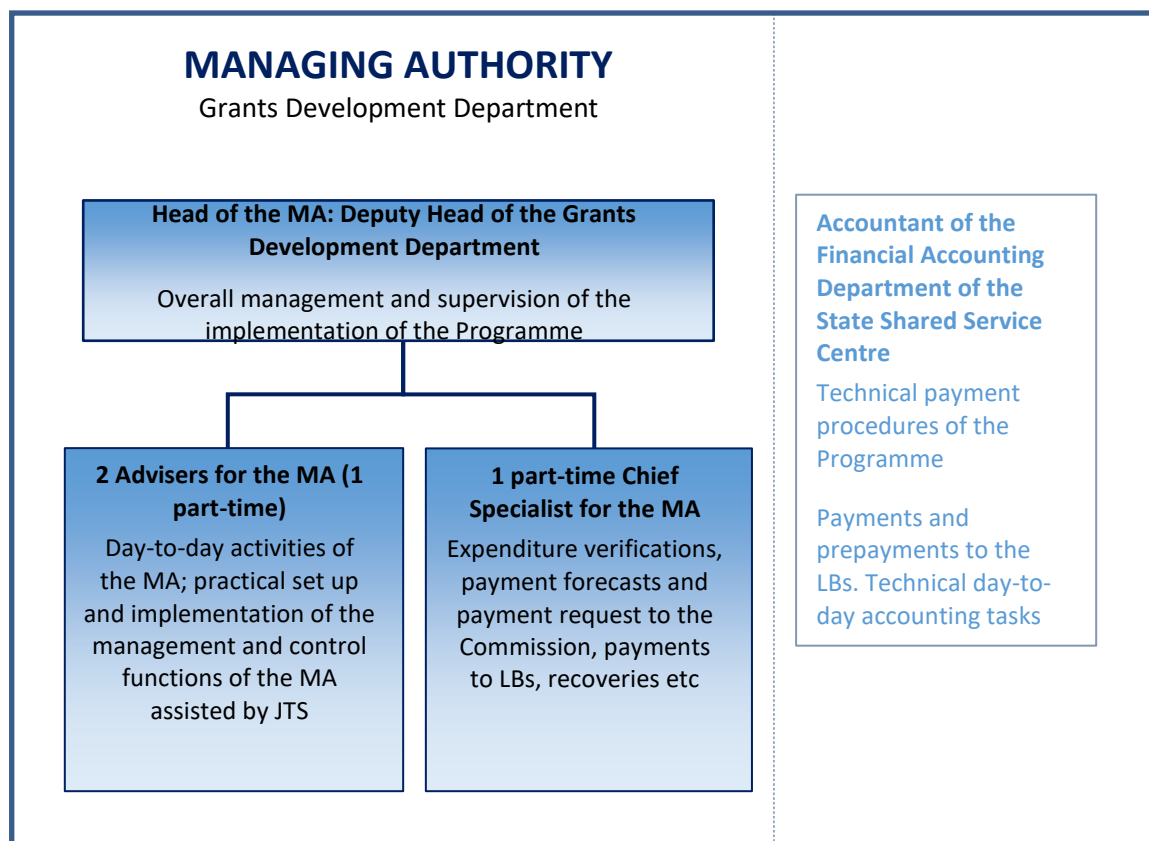 MANAGING AUTHORITY
Grants Development Department
Head of the MA: Deputy Head of the Grants
Development Department
Overall management and supervision of the
implementation of the Programme
2 Advisers for the MA (1
part-time)
Day-to-day activities of
the MA; practical set up
and implementation of the
management and control
functions of the MA
assisted by JTS
1 part-time Chief
Specialist for the MA
Expenditure verifications,
payment forecasts and
payment request to the
Commission, payments
to LBs, recoveries etc
Accountant of the
Financial Accounting
Department of the
State Shared Service
Centre
Technical payment
procedures of the
Programme
Payments and
prepayments to the
LBs. Technical day-to-
day accounting tasks